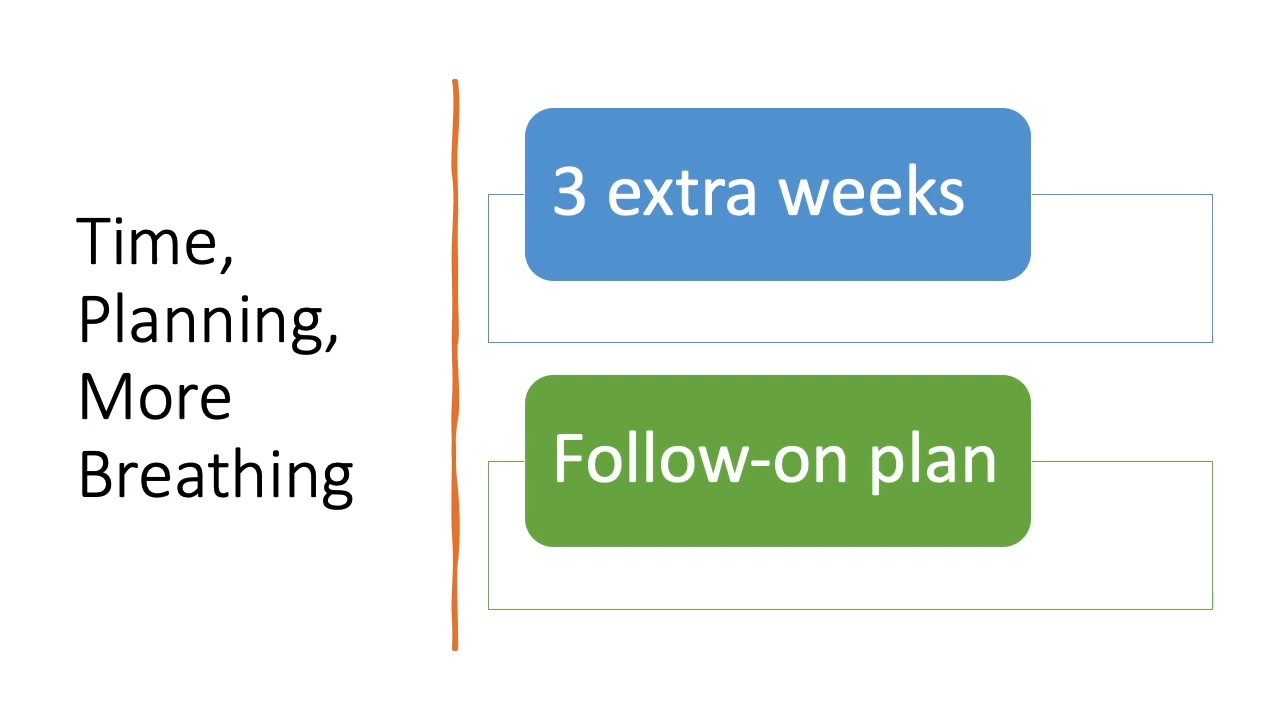 Time,
Planning,
More
Breathing
3 extra weeks
Follow-on plan